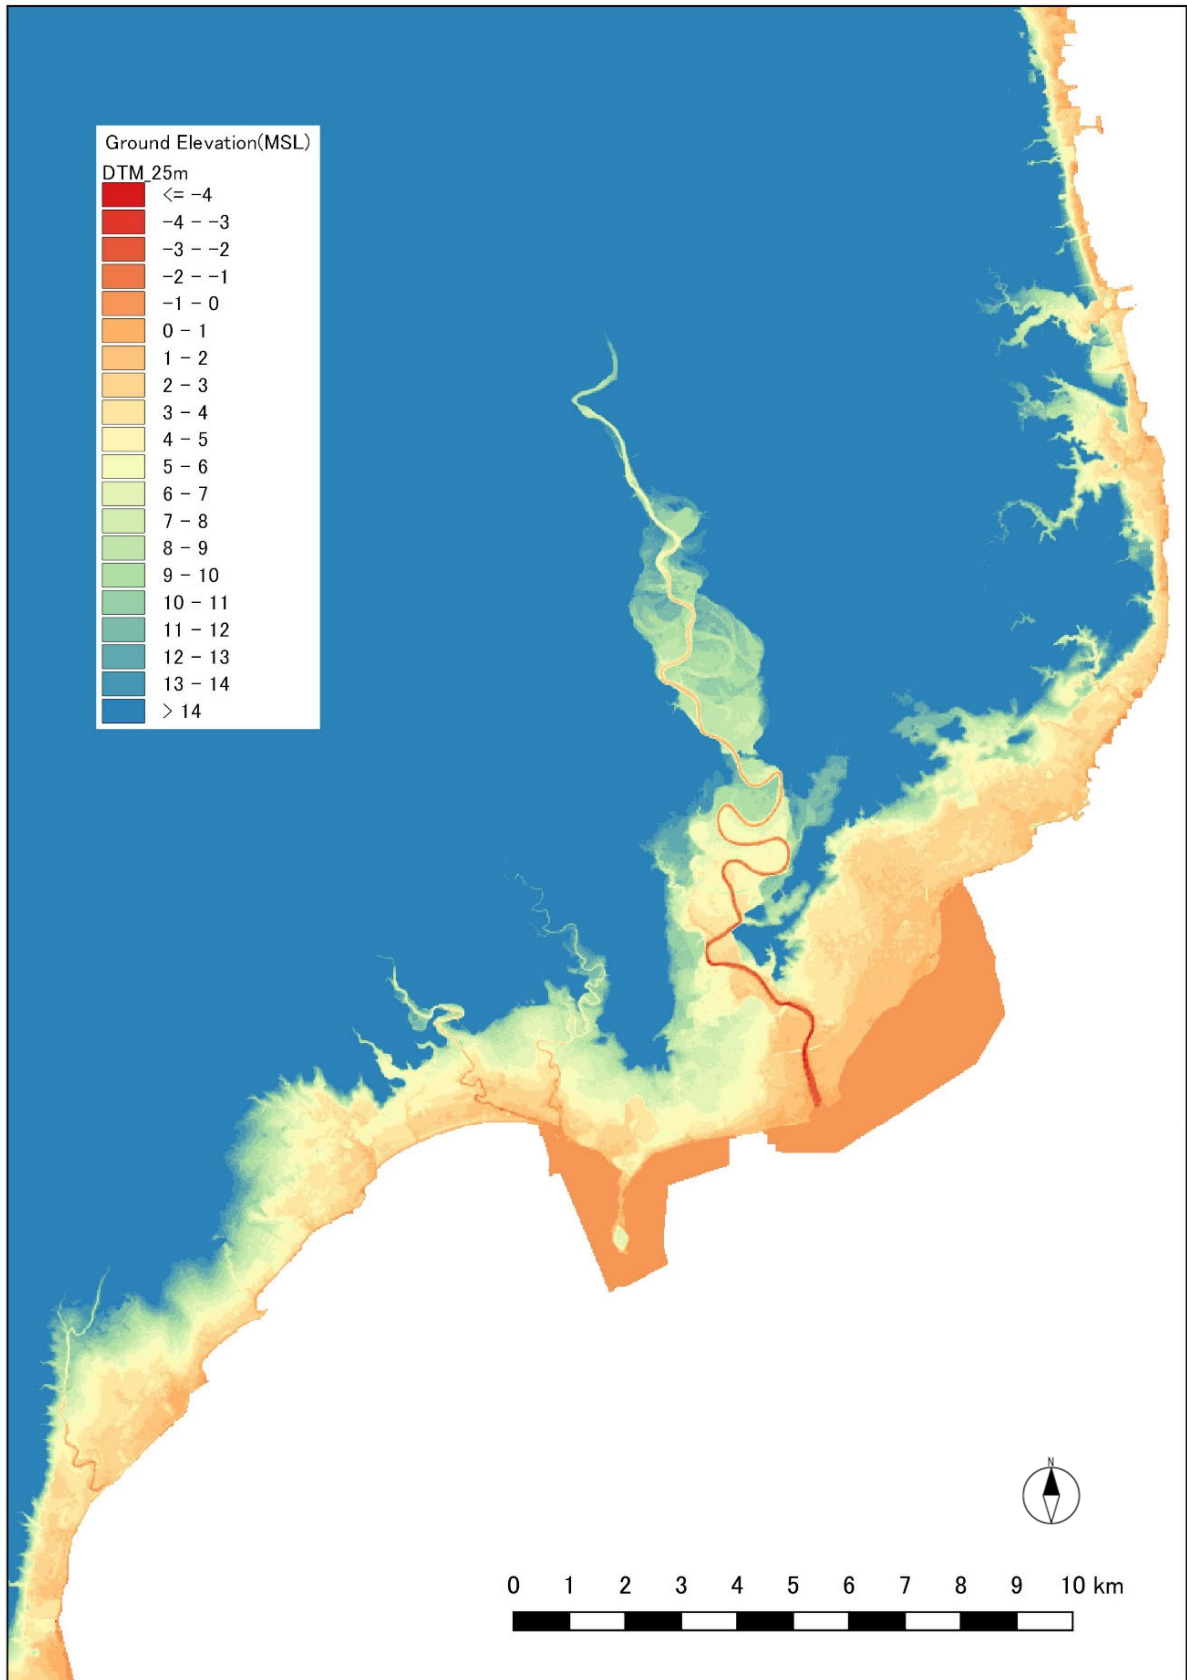 Ground Elevation(MSL)
DTM_25m
<= -4
-4 - -3
-3 - -2
-2 - -1
-1 - 0
0 - 1
1 - 2
2 - 3
3 - 4
4 - 5
5 - 6
6 - 7
7 - 8
8 - 9
9 - 10
10 - 11
11 - 12
12 - 13
13 - 14
> 14
N
0 1 2 3 4 5 6 7 8 9 10 km